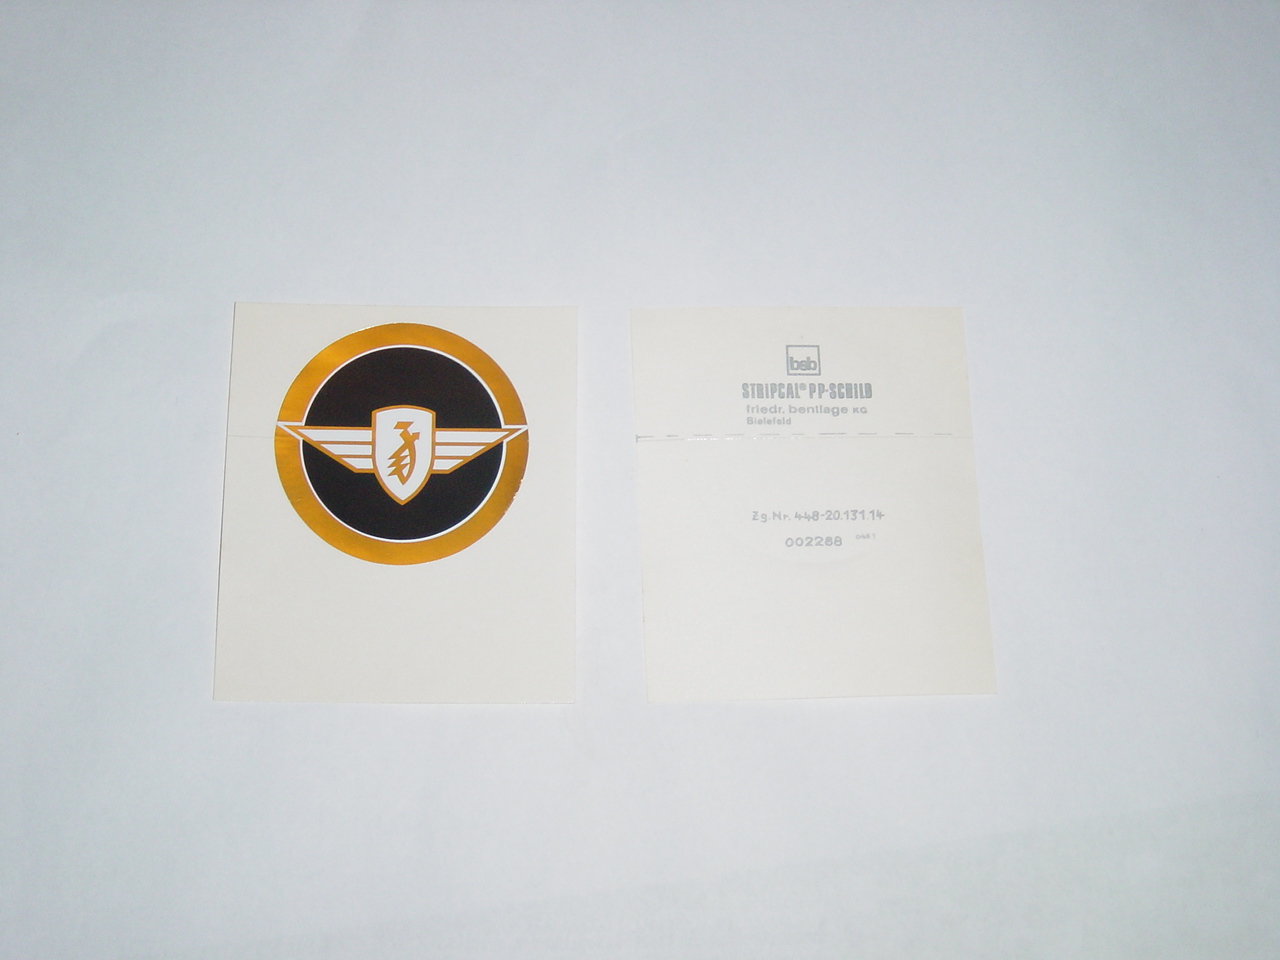 bsb
STRIPCAL® PP-SCHILD
friedr. bentlage KG
Bielefeld
Zg.Nr. 448-20.131.14
002288